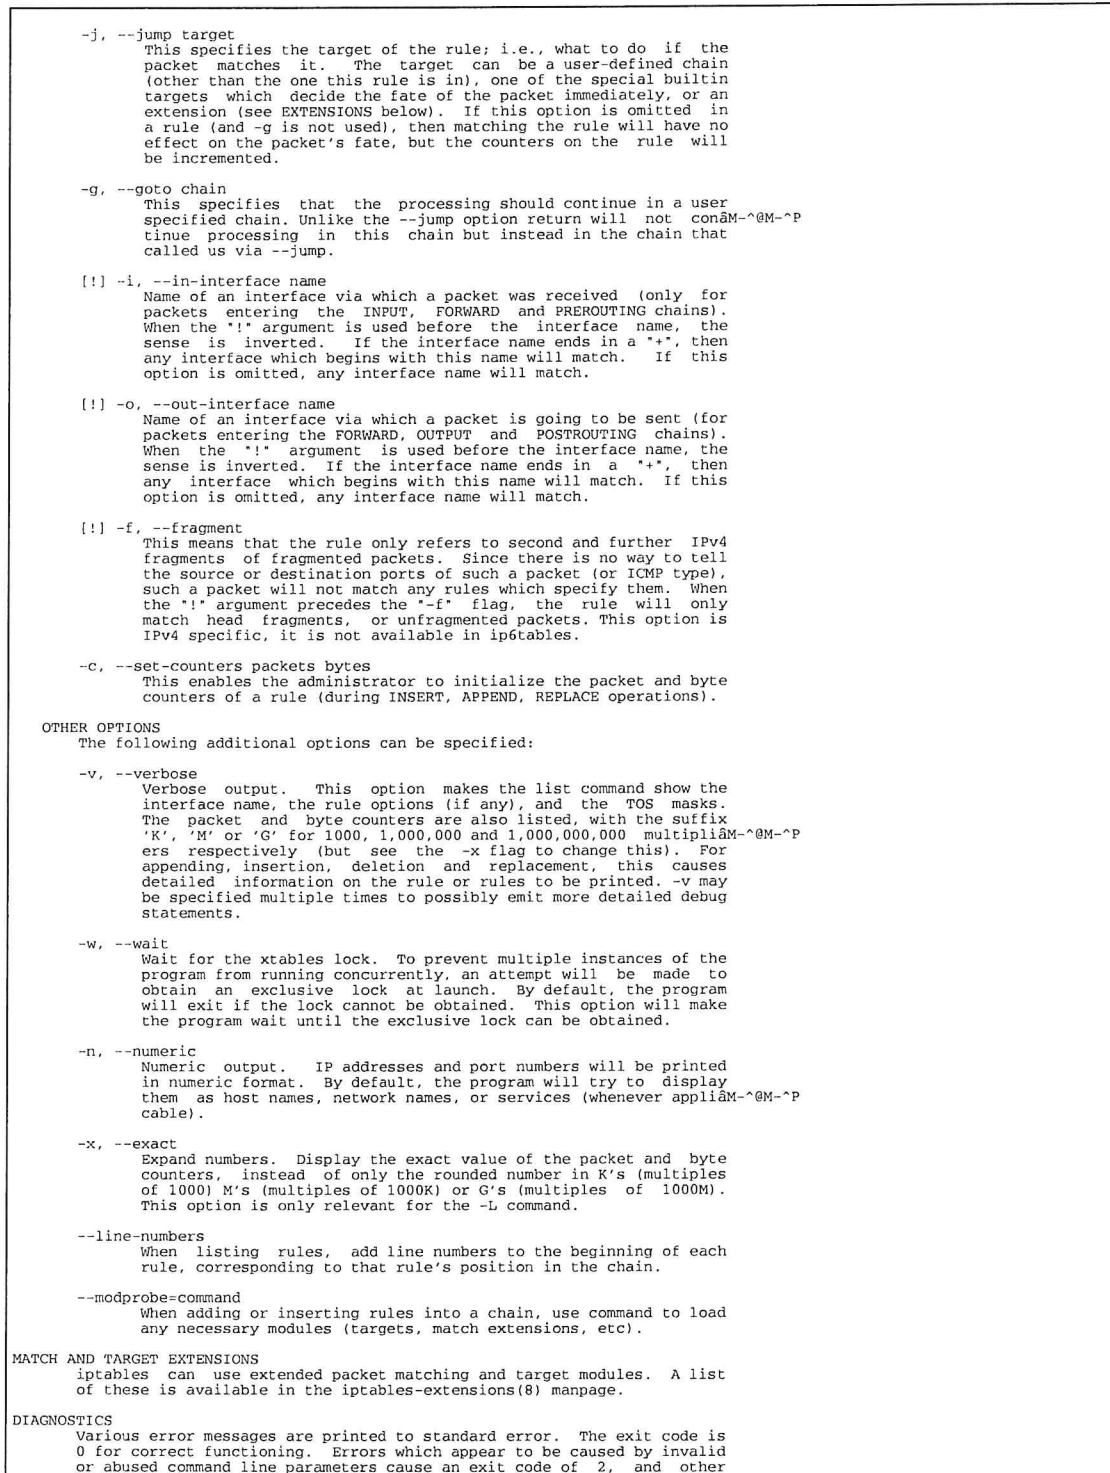 -j, --jump target
This specifies the target of the rule; i.e., what to do if the
packet matches it. The target can be a user-defined chain
(other than the one this rule is in), one of the special builtin
targets which decide the fate of the packet immediately, or an
extension (see EXTENSIONS below). If this option is omitted in
a rule (and -g is not used), then matching the rule will have no
effect on the packet's fate, but the counters on the rule will
be incremented.
-g, --goto chain
This specifies that the processing should continue in a user
specified chain. Unlike the --jump option return will not conâM-^@M-^P
tinue processing in this chain but instead in the chain that
called us via --jump.
[!] -i, --in-interface name
Name of an interface via which a packet was received (only for
packets entering the INPUT, FORWARD and PREROUTING chains).
When the "!" argument is used before the interface name, the
sense is inverted. If the interface name ends in a "+", then
any interface which begins with this name will match. If this
option is omitted, any interface name will match.
[!] -o, --out-interface name
Name of an interface via which a packet is going to be sent (for
packets entering the FORWARD, OUTPUT and POSTROUTING chains).
When the "!" argument is used before the interface name, the
sense is inverted. If the interface name ends in a "+", then
any interface which begins with this name will match. If this
option is omitted, any interface name will match.
[!] -f, --fragment
This means that the rule only refers to second and further IPv4
fragments of fragmented packets. Since there is no way to tell
the source or destination ports of such a packet (or ICMP type),
such a packet will not match any rules which specify them. When
the "!" argument precedes the "-f" flag, the rule will only
match head fragments, or unfragmented packets. This option is
IPv4 specific, it is not available in ip6tables.
-c, --set-counters packets bytes
This enables the administrator to initialize the packet and byte
counters of a rule (during INSERT, APPEND, REPLACE operations).
OTHER OPTIONS
The following additional options can be specified:
-v, --verbose
Verbose output. This option makes the list command show the
interface name, the rule options (if any), and the TOS masks.
The packet and byte counters are also listed, with the suffix
'K', 'M' or 'G' for 1000, 1,000,000 and 1,000,000,000 multipliâM-^@M-^P
ers respectively (but see the -x flag to change this). For
appending, insertion, deletion and replacement, this causes
detailed information on the rule or rules to be printed. -v may
be specified multiple times to possibly emit more detailed debug
statements.
-w, --wait
Wait for the xtables lock. To prevent multiple instances of the
program from running concurrently, an attempt will be made to
obtain an exclusive lock at launch. By default, the program
will exit if the lock cannot be obtained. This option will make
the program wait until the exclusive lock can be obtained.
-n, --numeric
Numeric output. IP addresses and port numbers will be printed
in numeric format. By default, the program will try to display
them as host names, network names, or services (whenever appliâM-^@M-^P
cable).
-x, --exact
Expand numbers. Display the exact value of the packet and byte
counters, instead of only the rounded number in K's (multiples
of 1000) M's (multiples of 1000K) or G's (multiples of 1000M).
This option is only relevant for the -L command.
--line-numbers
When listing rules, add line numbers to the beginning of each
rule, corresponding to that rule's position in the chain.
--modprobe=command
When adding or inserting rules into a chain, use command to load
any necessary modules (targets, match extensions, etc).
MATCH AND TARGET EXTENSIONS
iptables can use extended packet matching and target modules. A list
of these is available in the iptables-extensions(8) manpage.
DIAGNOSTICS
Various error messages are printed to standard error. The exit code is
0 for correct functioning. Errors which appear to be caused by invalid
or abused command line parameters cause an exit code of 2, and other